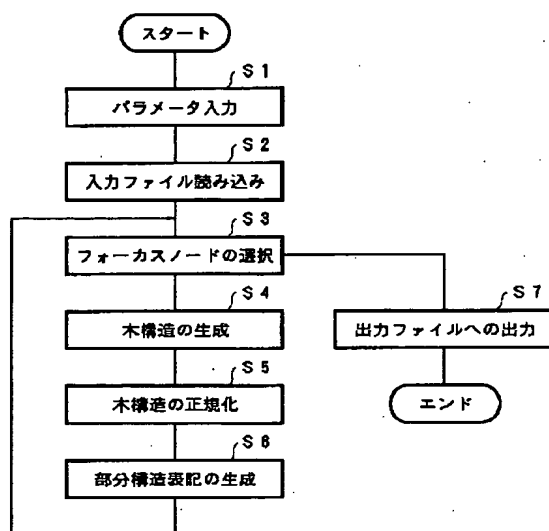 スタート
S1
パラメータ入力
S2
入力ファイル読み込み
S3
フォーカスノードの選択
S4
木構造の生成
S7
出力ファイルへの出力
S5
木構造の正規化
エンド
S6
部分構造表記の生成